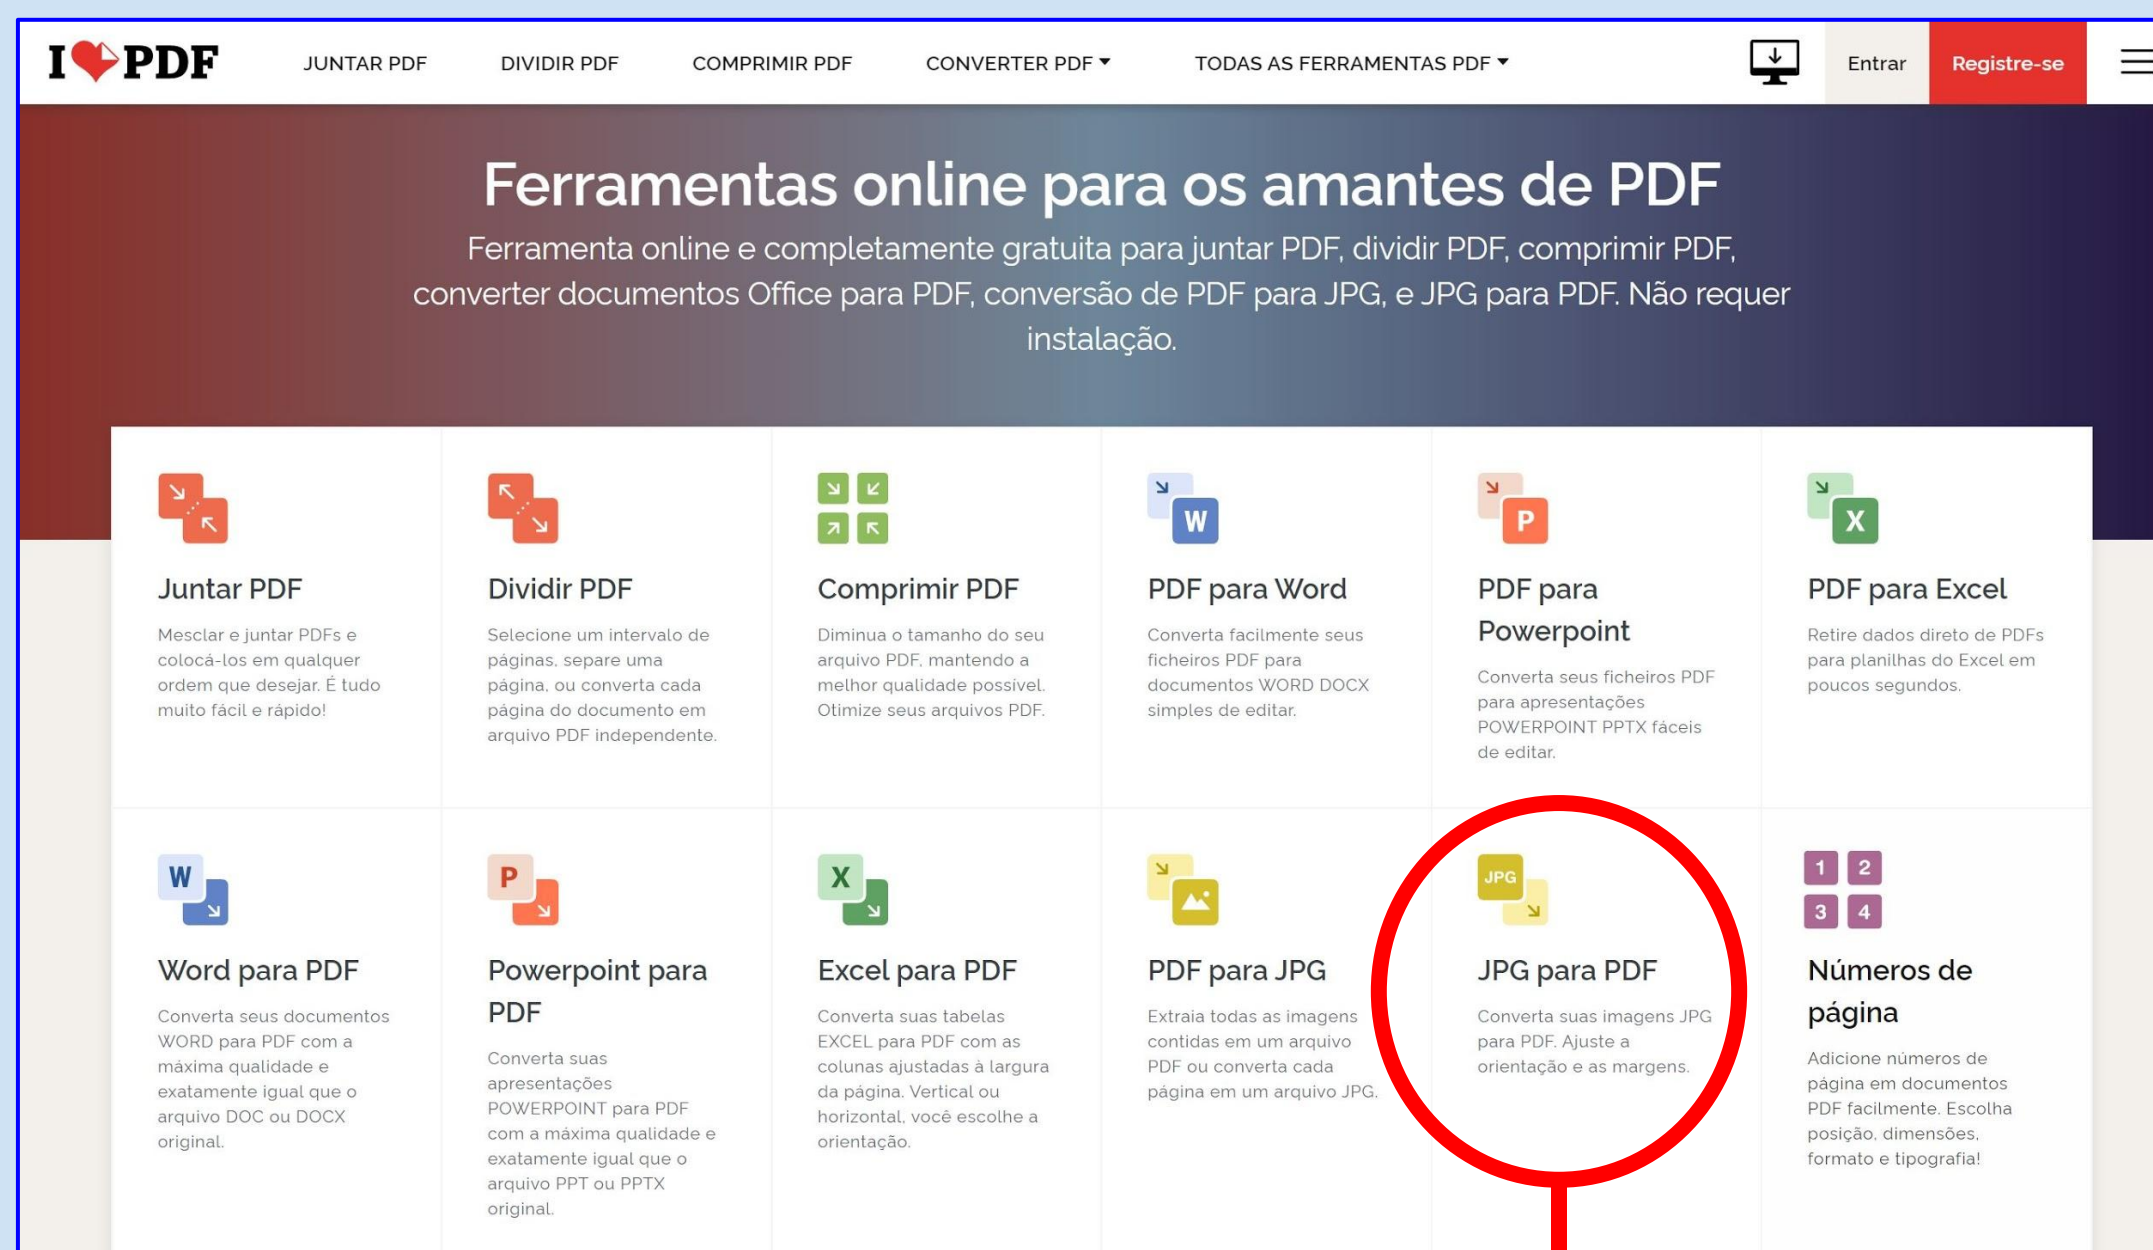 I PDF
JUNTAR PDF
DIVIDIR PDF
COMPRIMIR PDF
CONVERTER PDF
TODAS AS FERRAMENTAS PDF
Entrar
Registre-se
Ferramentas online para os amantes de PDF
Ferramenta online e completamente gratuita para juntar PDF, dividir PDF, comprimir PDF,
converter documentos Office para PDF, conversão de PDF para JPG, e JPG para PDF. Não requer
instalação.
Juntar PDF
Mesclar e juntar PDFs e
colocá-los em qualquer
ordem que desejar. É tudo
muito fácil e rápido!
Dividir PDF
Selecione um intervalo de
páginas, separe uma
página, ou converta cada
página do documento em
arquivo PDF independente.
Comprimir PDF
Diminua o tamanho do seu
arquivo PDF, mantendo a
melhor qualidade possível.
Otimize seus arquivos PDF.
W
PDF para Word
Converta facilmente seus
ficheiros PDF para
documentos WORD DOCX
simples de editar.
P
PDF para
Powerpoint
Converta seus ficheiros PDF
para apresentações
POWERPOINT PPTX fáceis
de editar.
X
PDF para Excel
Retire dados direto de PDFs
para planilhas do Excel em
poucos segundos.
W
Word para PDF
Converta seus documentos
WORD para PDF com a
máxima qualidade e
exatamente igual que o
arquivo DOC ou DOCX
original.
P
Powerpoint para
PDF
Converta suas
apresentações
POWERPOINT para PDF
com a máxima qualidade e
exatamente igual que o
arquivo PPT ou PPTX
original.
X
Excel para PDF
Converta suas tabelas
EXCEL para PDF com as
colunas ajustadas à largura
da página. Vertical ou
horizontal, você escolhe a
orientação.
PDF para JPG
Extraia todas as imagens
contidas em um arquivo
PDF ou converta cada
página em um arquivo JPG.
JPG
JPG para PDF
Converta suas imagens JPG
para PDF. Ajuste a
orientação e as margens.
1 2
3 4
Números de
página
Adicione números de
página em documentos
PDF facilmente. Escolha
posição, dimensões,
formato e tipografia!